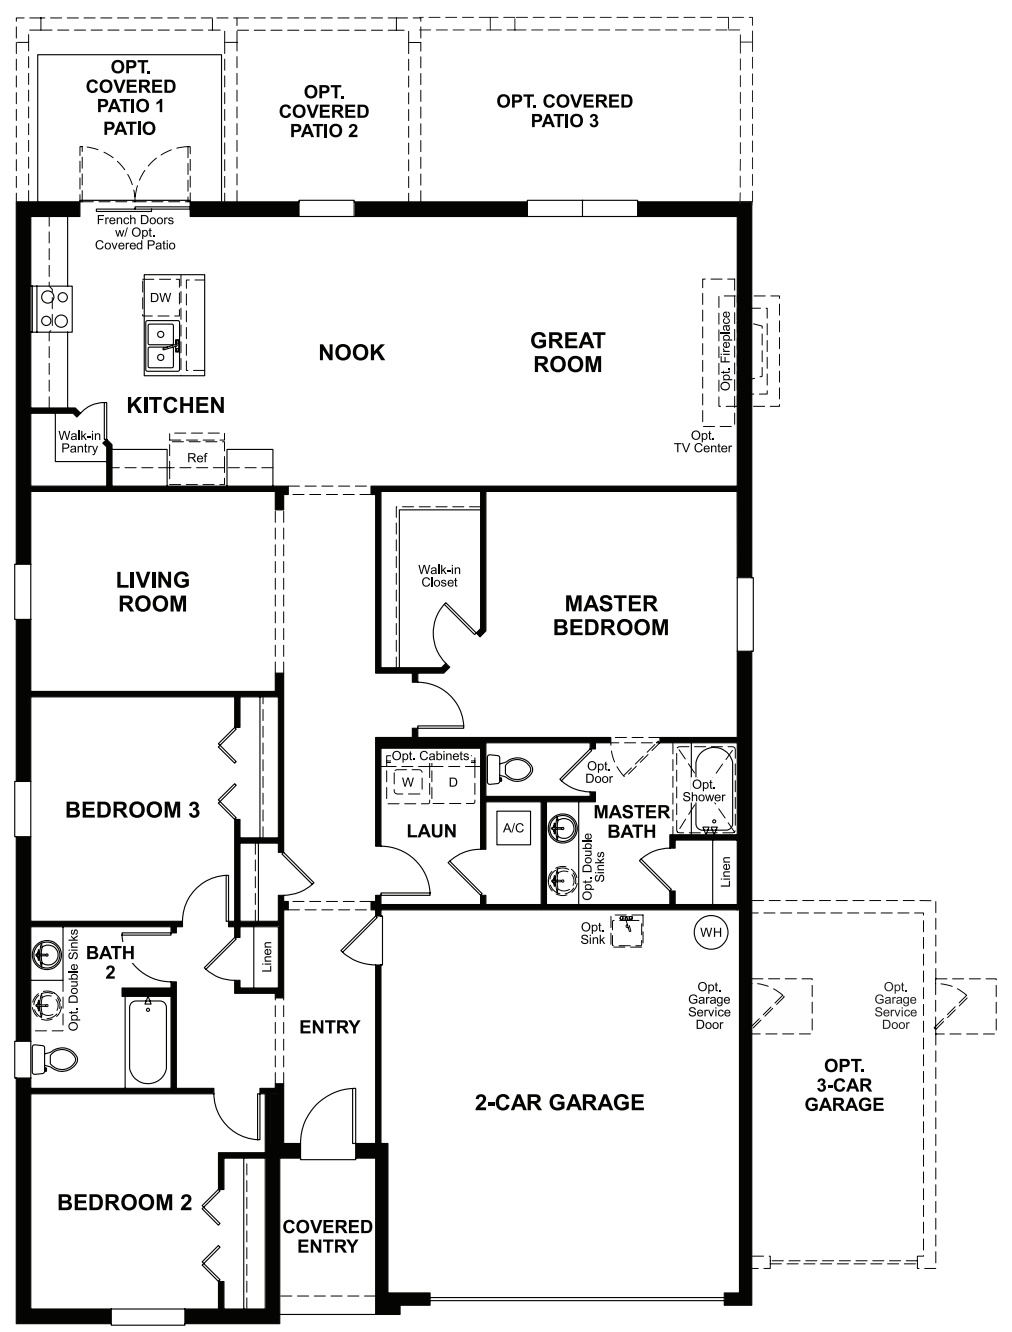 OPT.
COVERED
PATIO 1
PATIO
OPT.
COVERED
PATIO 2
OPT. COVERED
PATIO 3
French Doors
w/ Opt.
Covered Patio
DW
NOOK
GREAT
ROOM
Opt. Fireplace
KITCHEN
Walk-in
Pantry
Ref
Opt.
TV Center
LIVING
ROOM
Walk-in
Closet
MASTER
BEDROOM
Opt. Cabinets
W
D
Opt.
Door
Opt.
Shower
BEDROOM 3
LAUN
A/C
MASTER
BATH
Opt. Double
Sinks
Linen
BATH
2
Opt. Double Sinks
Linen
Opt.
Sink
WH
ENTRY
Opt.
Garage
Service
Door
Opt.
Garage
Service
Door
2-CAR GARAGE
OPT.
3-CAR
GARAGE
BEDROOM 2
COVERED
ENTRY